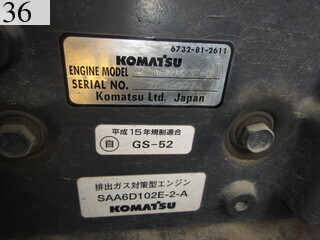 36
6732-81-2611
KOMATSU
ENGINE MODEL
SERIAL NO.
Komatsu Ltd. Japan
平成15年規制適合
自 GS-52
排出ガス対策型エンジン
SAA6D102E-2-A
KOMATSU